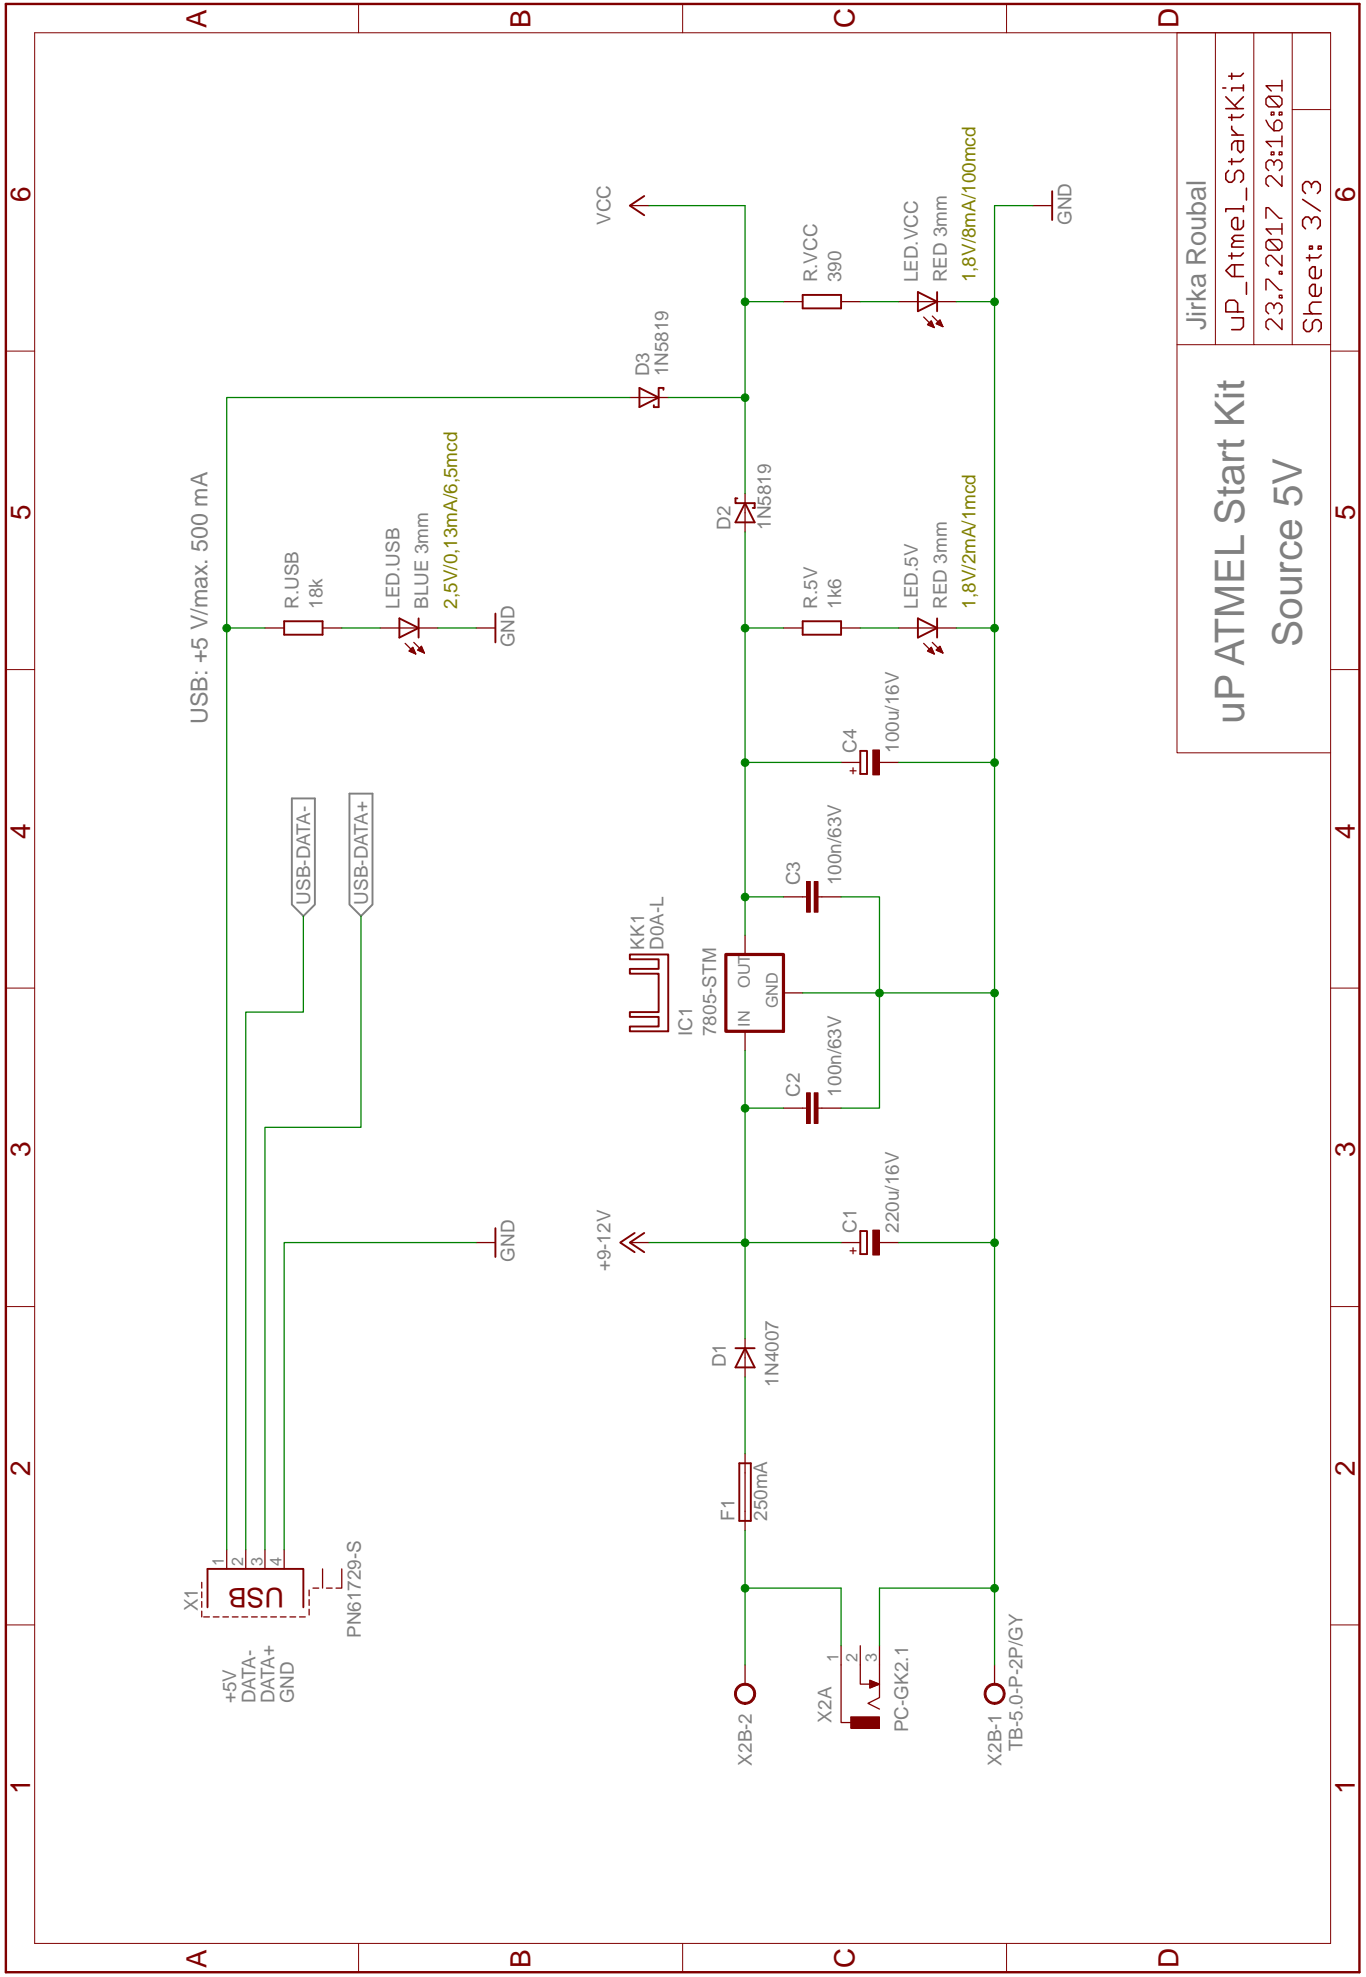 1
2
3
4
5
6
A
A
B
B
C
C
D
D
1
2
3
4
5
6
USB: +5 V/max. 500 mA
X1
USB
1
2
3
4
+5V
DATA-
DATA+
GND
PN61729-S
USB-DATA-
USB-DATA+
GND
R.USB
18k
LED.USB
BLUE 3mm
2,5V/0,13mA/6,5mcd
GND
D3
1N5819
VCC
+9-12V
KK1
D0A-L
IC1
7805-STM
IN
OUT
GND
X2B-2
F1
250mA
D1
1N4007
D2
1N5819
C1
220u/16V
+
C2
100n/63V
C3
100n/63V
C4
100u/16V
+
R.5V
1k6
LED.5V
RED 3mm
1,8V/2mA/1mcd
R.VCC
390
LED.VCC
RED 3mm
1,8V/8mA/100mcd
GND
X2A
1
2
3
PC-GK2.1
X2B-1
TB-5.0-P-2P/GY
uP ATMEL Start Kit
Source 5V
Jirka Roubal
uP_Atmel_StartKit
23.7.2017 23:16:01
Sheet: 3/3